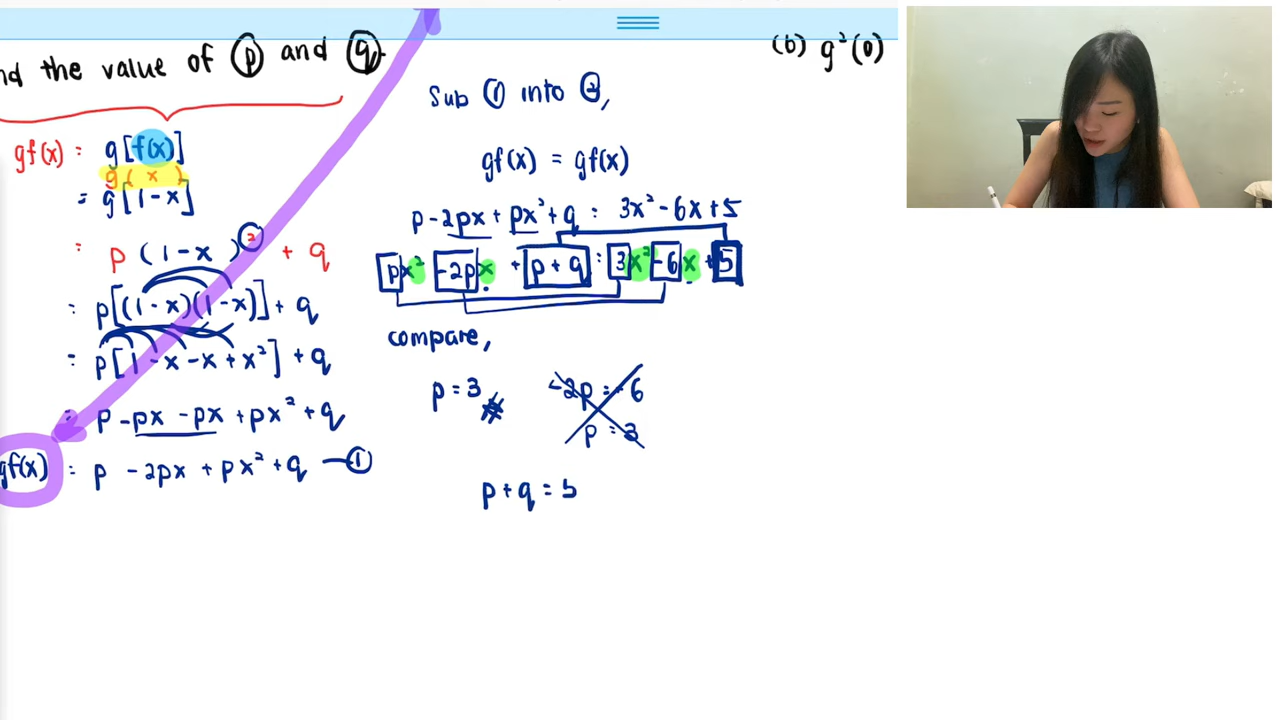 nd the value of p and q.
gf(x) = g[f(x)]
g( x )
= g[1-x]
= p(1-x)² + q
= p[(1-x)(1-x)] + q
= p[1-x-x+x²] + q
= p-px-px+px²+q
gf(x) = p-2px+px²+q —①
Sub ① into ②,
gf(x) = gf(x)
p-2px+px²+q = 3x²-6x+5
px² -2px + p+q = 3x² -6x +5
compare,
p = 3 #
-2p = -6
p = 3
p+q = 5
(b) g²(0)